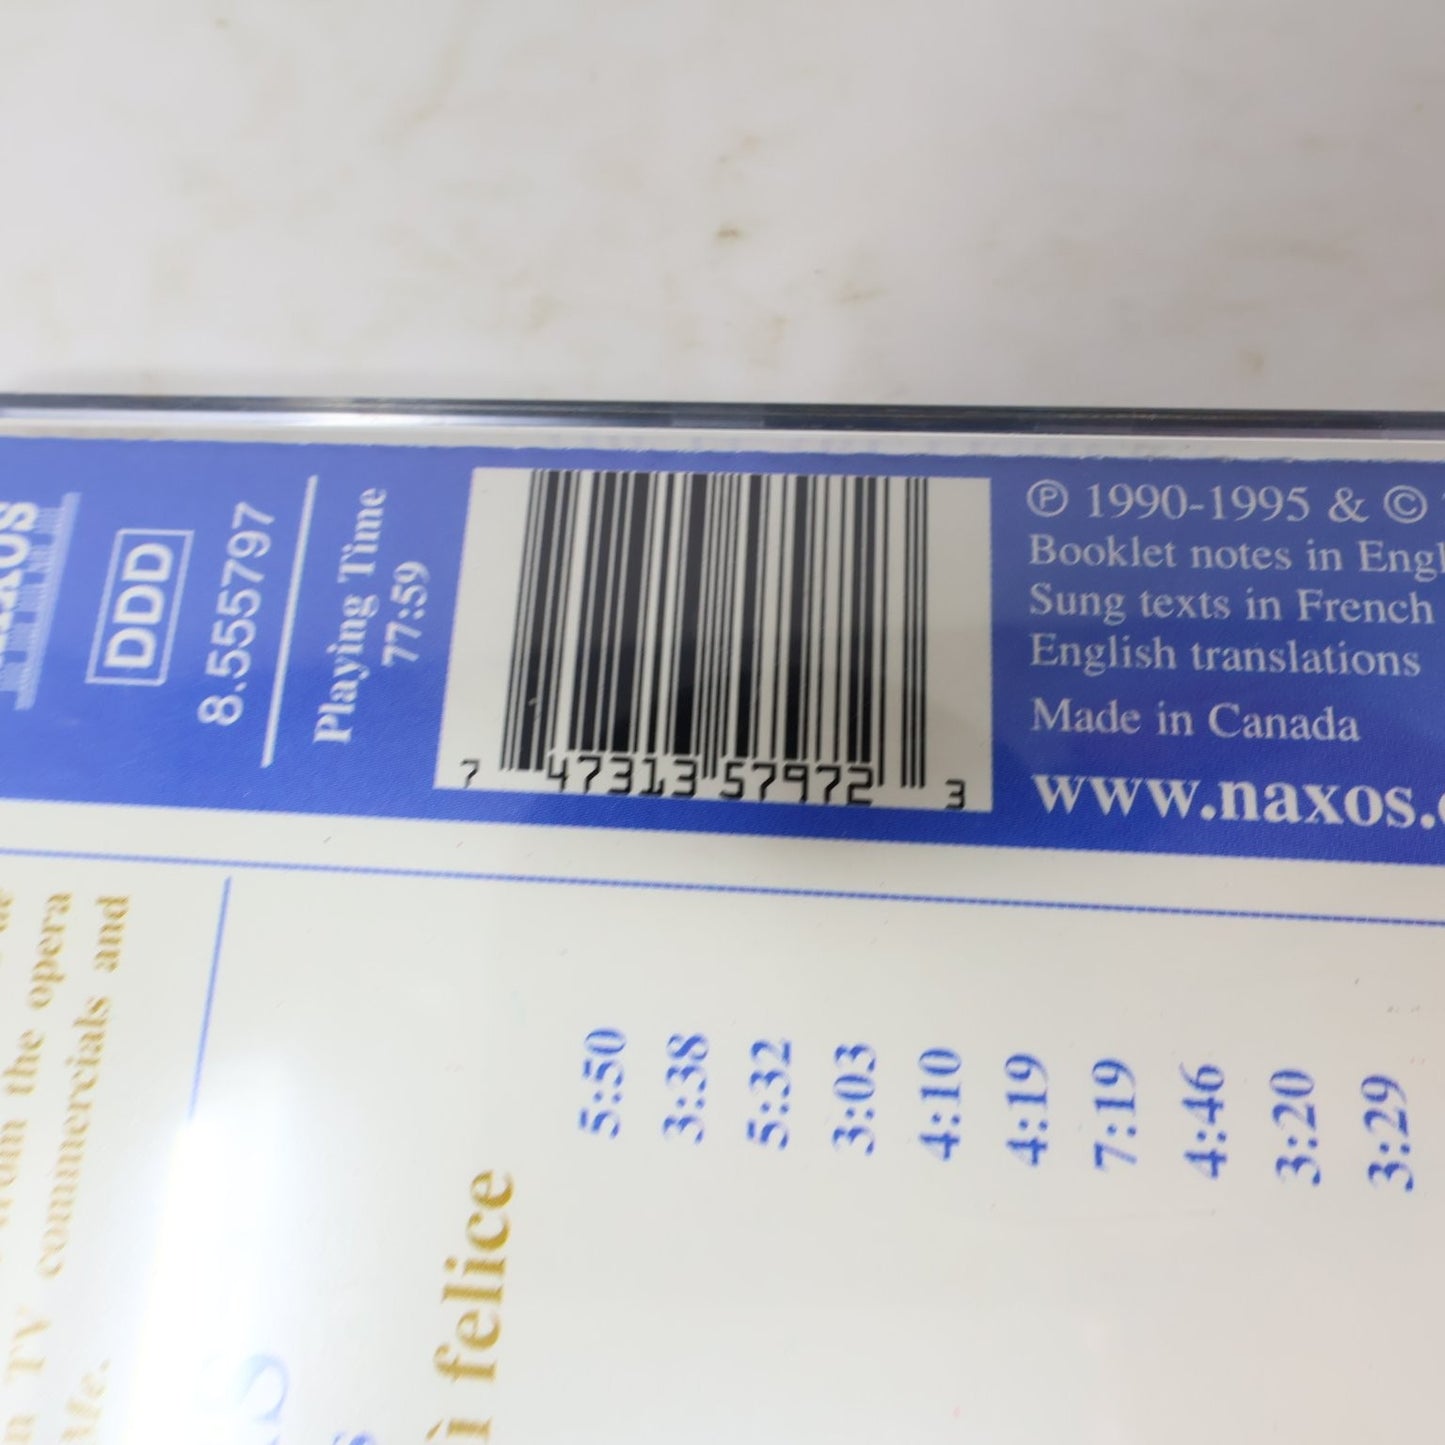 DDD
8.555797
Playing Time
77:59
7 47313 57972 3
℗ 1990-1995 & ©
Booklet notes in
Sung texts in French
English translations
Made in Canada
www.naxos.
from the opera
TV commercials and
Me.
ì felice
5:50
3:38
5:32
3:03
4:10
4:19
7:19
4:46
3:20
3:29